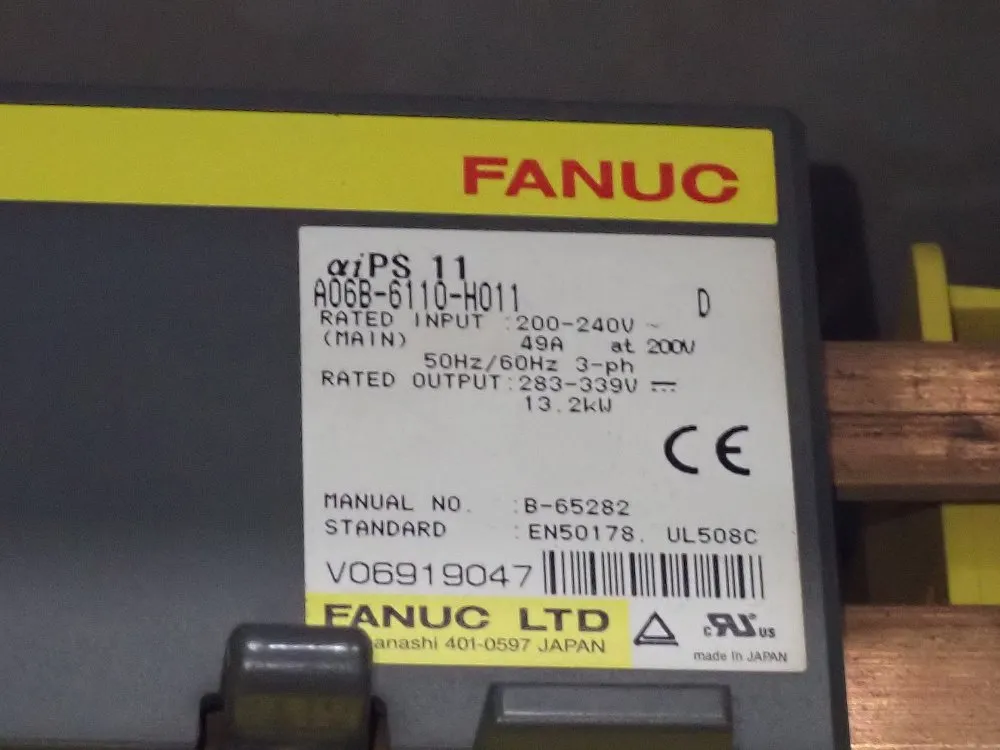 FANUC
αiPS 11
A06B-6110-H011 D
RATED INPUT :200-240V ~
(MAIN) 49A at 200V
50Hz/60Hz 3-ph
RATED OUTPUT:283-339V ⎓
13.2kW
CE
MANUAL NO. :B-65282
STANDARD :EN50178. UL508C
V06919047
FANUC LTD
401-0597 JAPAN
c RU US
made in JAPAN